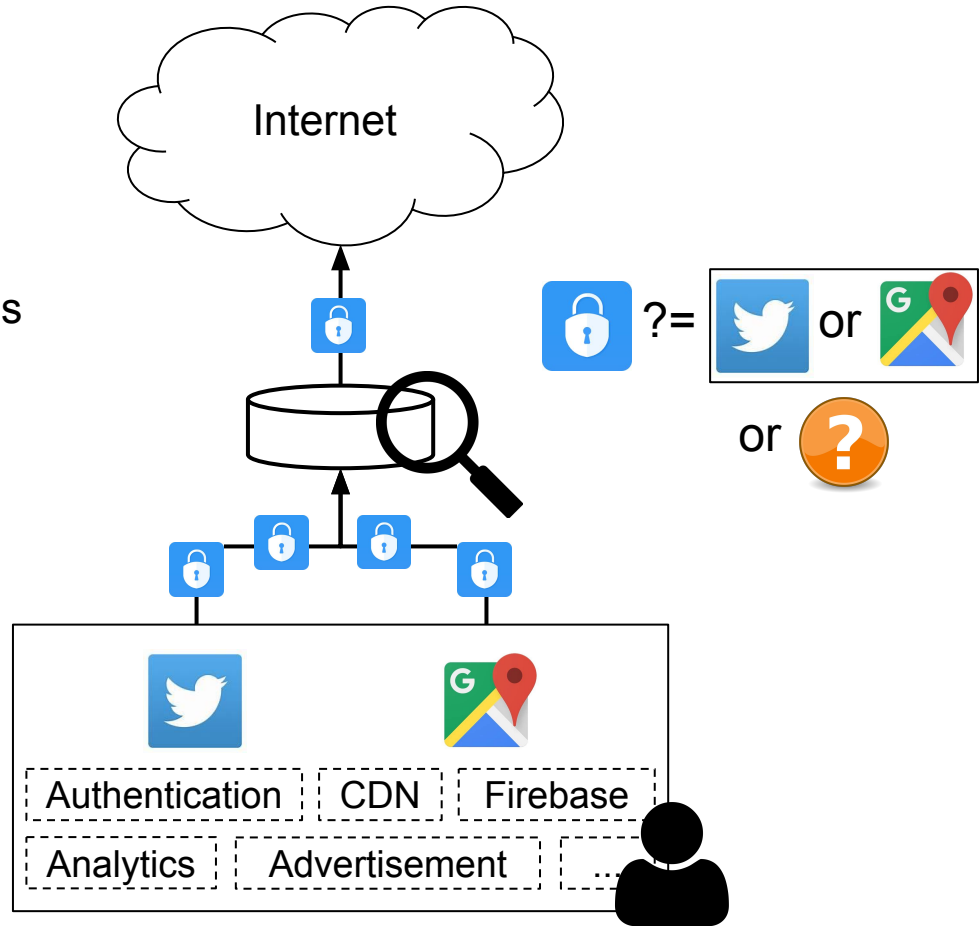 Internet
s
?=
or
or
?
G
G
Authentication
CDN
Firebase
Analytics
Advertisement
...